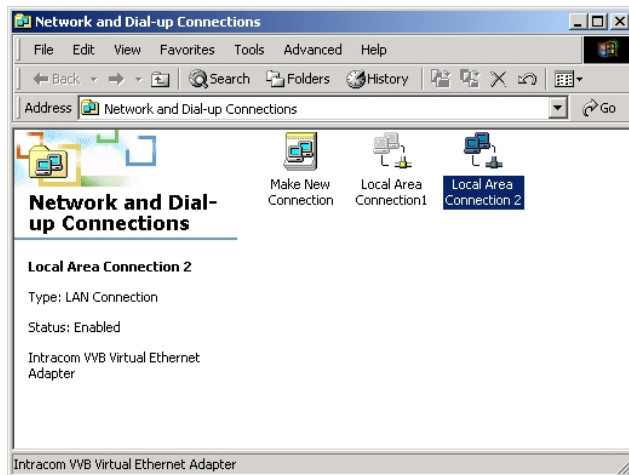 Network and Dial-up Connections
File Edit View Favorites Tools Advanced Help
Back Search Folders History
Address Network and Dial-up Connections Go
Make New Connection
Local Area Connection1
Local Area Connection 2
Network and Dial-
up Connections
Local Area Connection 2
Type: LAN Connection
Status: Enabled
Intracom VVB Virtual Ethernet
Adapter
Intracom VVB Virtual Ethernet Adapter